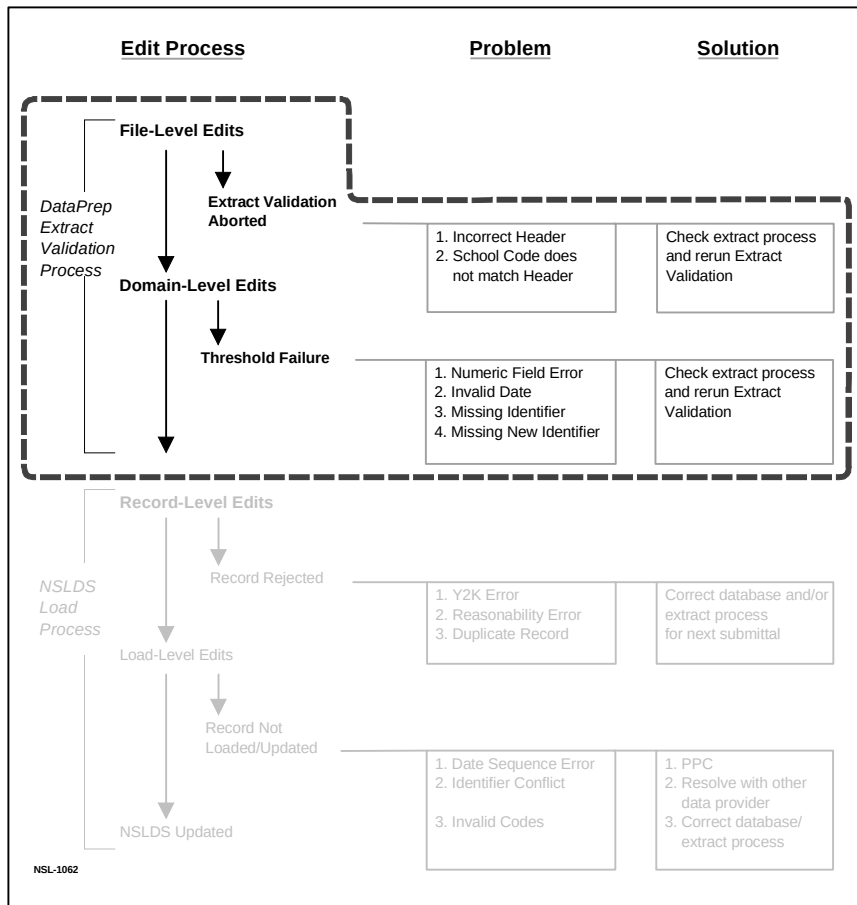 Edit Process
Problem
Solution
File-Level Edits
DataPrep
Extract
Validation
Process
Extract Validation
Aborted
1. Incorrect Header
2. School Code does
not match Header
Check extract process
and rerun Extract
Validation
Domain-Level Edits
Threshold Failure
1. Numeric Field Error
2. Invalid Date
3. Missing Identifier
4. Missing New Identifier
Check extract process
and rerun Extract
Validation
Record-Level Edits
NSLDS
Load
Process
Record Rejected
1. Y2K Error
2. Reasonability Error
3. Duplicate Record
Correct database and/or
extract process
for next submittal
Load-Level Edits
Record Not
Loaded/Updated
1. Date Sequence Error
2. Identifier Conflict
3. Invalid Codes
1. PPC
2. Resolve with other
data provider
3. Correct database/
extract process
NSLDS Updated
NSL-1062